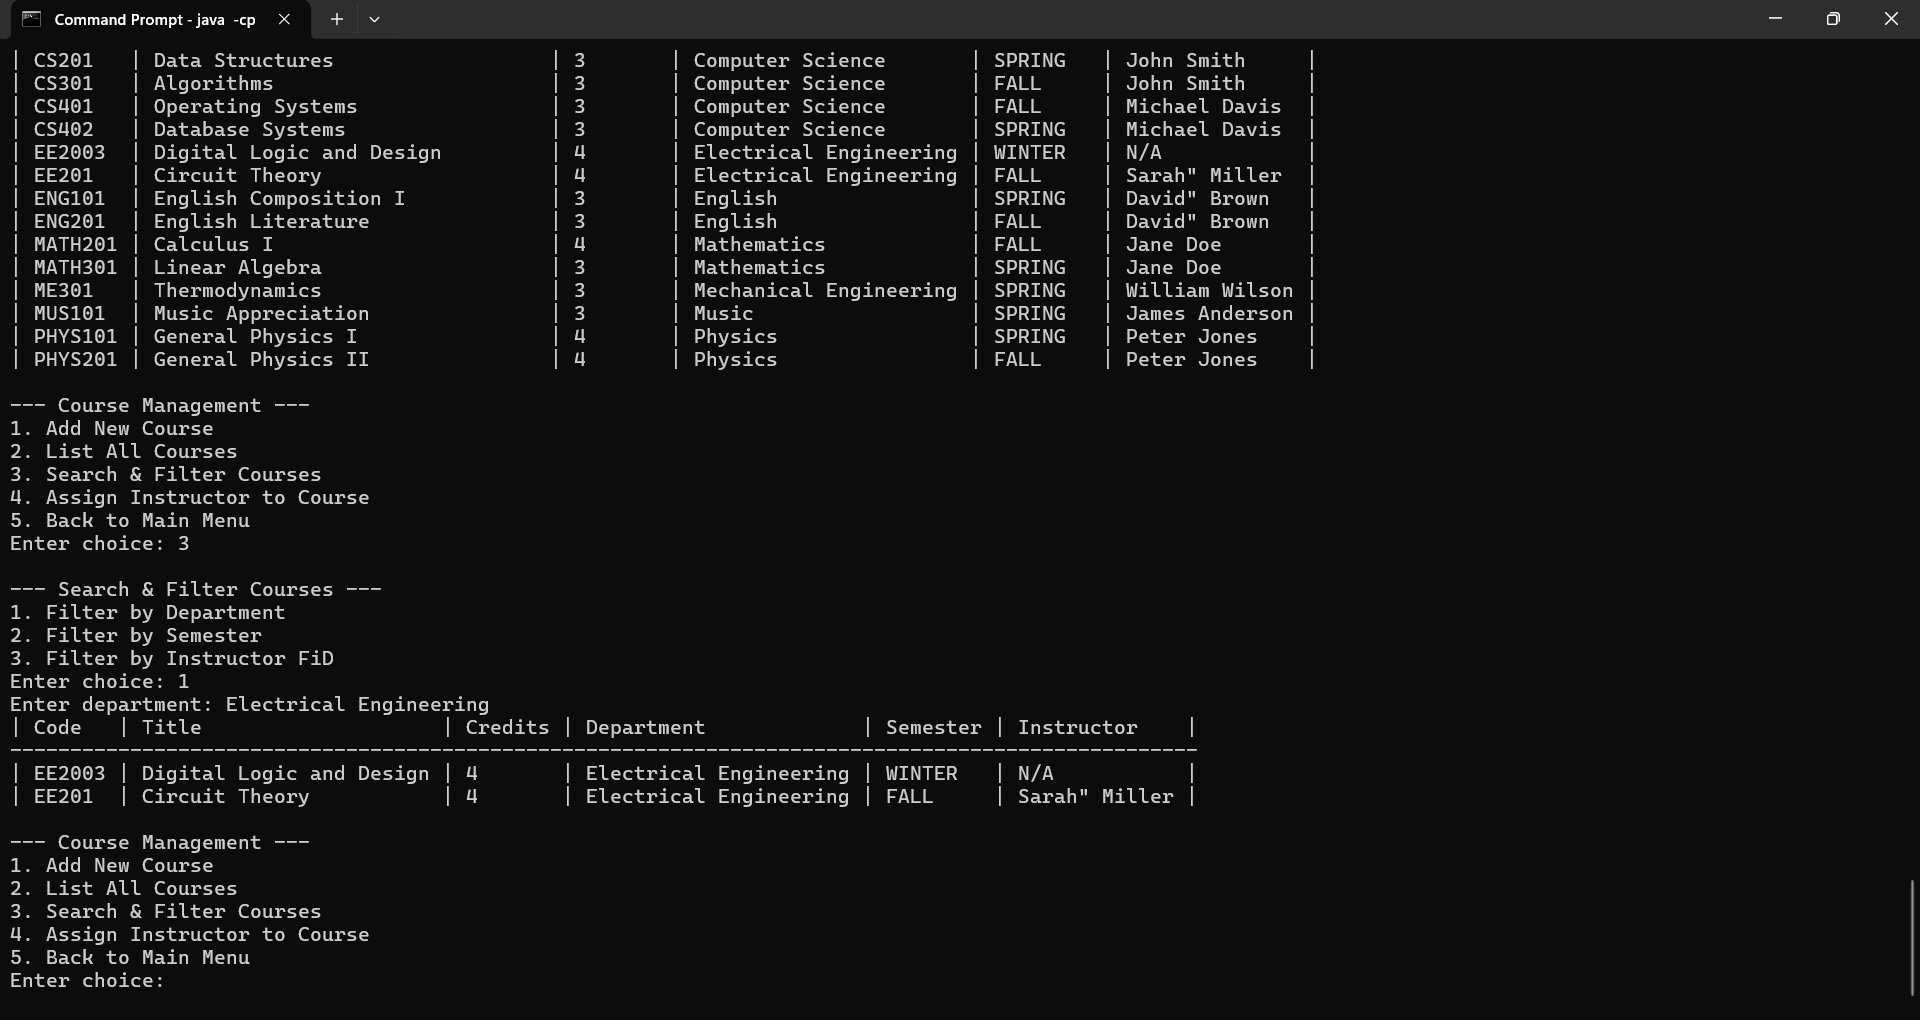 Command Prompt - java -cp
| CS201   | Data Structures                  | 3       | Computer Science       | SPRING   | John Smith     |
| CS301   | Algorithms                       | 3       | Computer Science       | FALL     | John Smith     |
| CS401   | Operating Systems                | 3       | Computer Science       | FALL     | Michael Davis  |
| CS402   | Database Systems                 | 3       | Computer Science       | SPRING   | Michael Davis  |
| EE2003  | Digital Logic and Design         | 4       | Electrical Engineering | WINTER   | N/A            |
| EE201   | Circuit Theory                   | 4       | Electrical Engineering | FALL     | Sarah" Miller  |
| ENG101  | English Composition I            | 3       | English                | SPRING   | David" Brown   |
| ENG201  | English Literature               | 3       | English                | FALL     | David" Brown   |
| MATH201 | Calculus I                       | 4       | Mathematics            | FALL     | Jane Doe       |
| MATH301 | Linear Algebra                   | 3       | Mathematics            | SPRING   | Jane Doe       |
| ME301   | Thermodynamics                   | 3       | Mechanical Engineering | SPRING   | William Wilson |
| MUS101  | Music Appreciation               | 3       | Music                  | SPRING   | James Anderson |
| PHYS101 | General Physics I                | 4       | Physics                | SPRING   | Peter Jones    |
| PHYS201 | General Physics II               | 4       | Physics                | FALL     | Peter Jones    |
--- Course Management ---
1. Add New Course
2. List All Courses
3. Search & Filter Courses
4. Assign Instructor to Course
5. Back to Main Menu
Enter choice: 3
--- Search & Filter Courses ---
1. Filter by Department
2. Filter by Semester
3. Filter by Instructor FiD
Enter choice: 1
Enter department: Electrical Engineering
| Code   | Title                    | Credits | Department             | Semester | Instructor    |
---------------------------------------------------------------------------------------------------
| EE2003 | Digital Logic and Design | 4       | Electrical Engineering | WINTER   | N/A           |
| EE201  | Circuit Theory           | 4       | Electrical Engineering | FALL     | Sarah" Miller |
--- Course Management ---
1. Add New Course
2. List All Courses
3. Search & Filter Courses
4. Assign Instructor to Course
5. Back to Main Menu
Enter choice: